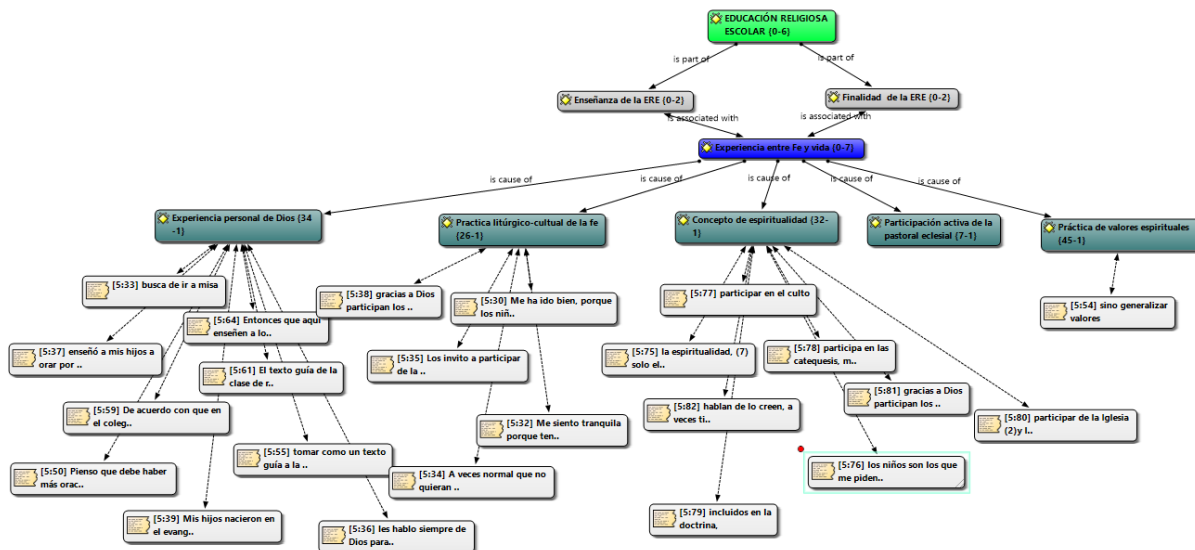 EDUCACIÓN RELIGIOSA
ESCOLAR {0-6}
is part of
is part of
Enseñanza de la ERE {0-2}
Finalidad de la ERE {0-2}
is associated with
is associated with
Experiencia entre Fe y vida {0-7}
is cause of
is cause of
is cause of
is cause of
is cause of
Experiencia personal de Dios {34
-1}
Practica litúrgico-cultual de la fe
{26-1}
Concepto de espiritualidad {32-
1}
Participación activa de la
pastoral eclesial {7-1}
Práctica de valores espirituales
{45-1}
[5:33] busca de ir a misa
[5:64] Entonces que aquí
enseñen a lo..
[5:37] enseñó a mis hijos a
orar por ..
[5:61] El texto guía de la
clase de r..
[5:59] De acuerdo con que en
el coleg..
[5:55] tomar como un texto
guía a la ..
[5:50] Pienso que debe haber
más orac..
[5:39] Mis hijos nacieron en
el evang..
[5:36] les hablo siempre de
Dios para..
[5:38] gracias a Dios
participan los ..
[5:30] Me ha ido bien, porque
los niñ..
[5:35] Los invito a participar
de la ..
[5:32] Me siento tranquila
porque ten..
[5:34] A veces normal que no
quieran ..
[5:77] participar en el culto
[5:75] la espiritualidad, (7)
solo el..
[5:78] participa en las
catequesis, m..
[5:82] hablan de lo creen, a
veces ti..
[5:81] gracias a Dios
participan los ..
[5:80] participar de la Iglesia
(2)y l..
[5:76] los niños son los que
me piden..
[5:79] incluidos en la
doctrina,
[5:54] sino generalizar
valores